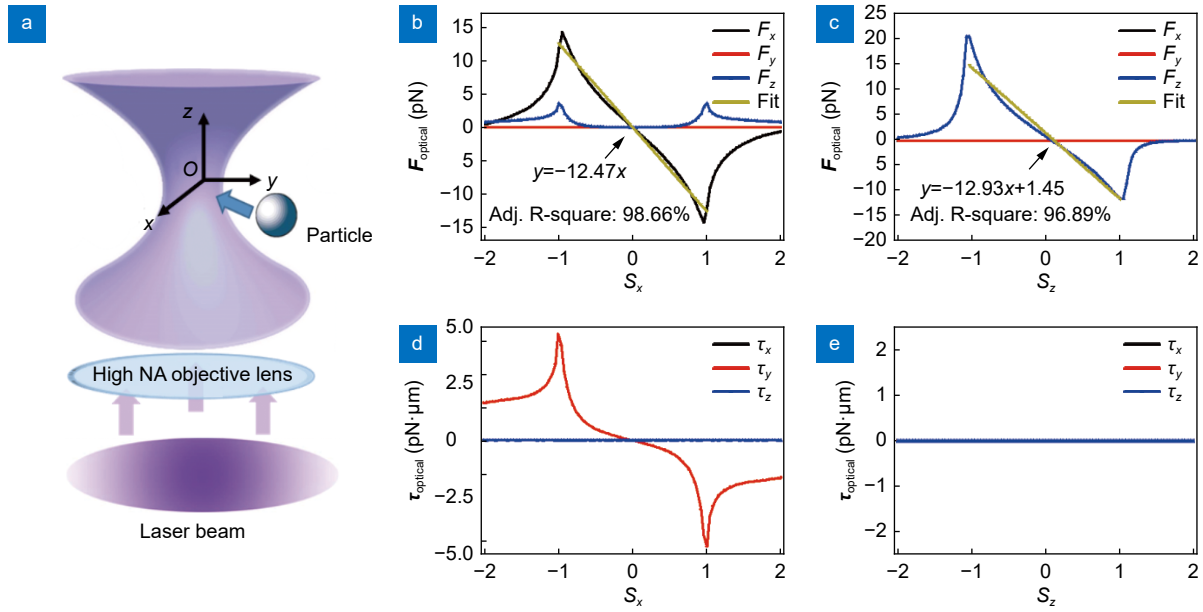 a
z
O
y
x
Particle
High NA objective lens
Laser beam
b
F_optical (pN)
15
10
5
0
−5
−10
−15
F_x
F_y
F_z
Fit
y=−12.47x
Adj. R-square: 98.66%
−2 −1 0 1 2
S_x
c
F_optical (pN)
25
20
15
10
5
0
−5
−10
−15
−20
F_x
F_y
F_z
Fit
y=−12.93x+1.45
Adj. R-square: 96.89%
−2 −1 0 1 2
S_z
d
τ_optical (pN·μm)
5.0
2.5
0
−2.5
−5.0
τ_x
τ_y
τ_z
−2 −1 0 1 2
S_x
e
τ_optical (pN·μm)
2
1
0
−1
−2
τ_x
τ_y
τ_z
−2 −1 0 1 2
S_z